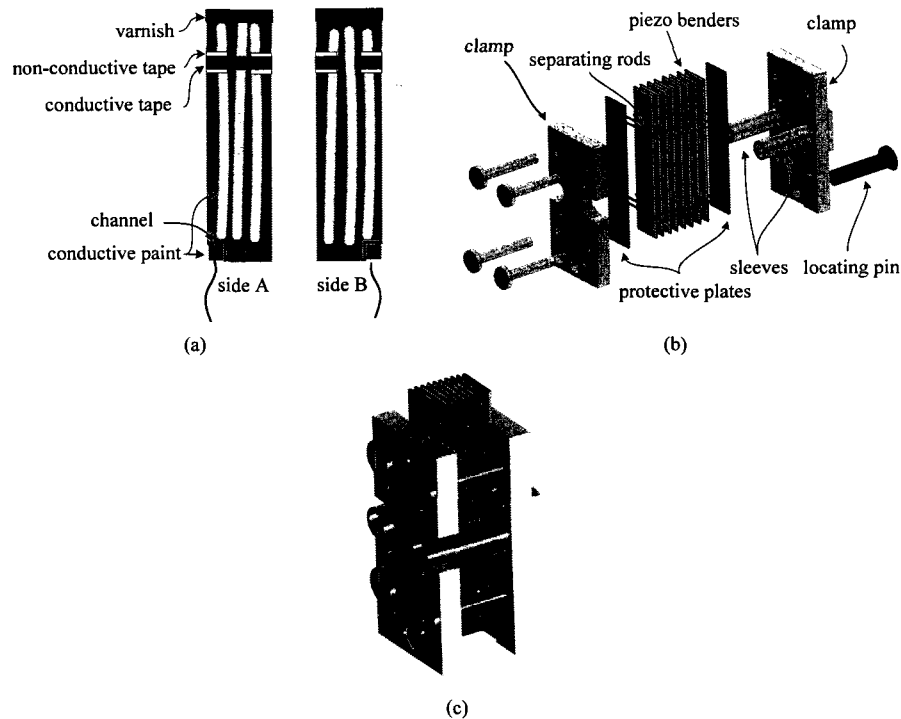 varnish
non-conductive tape
conductive tape
channel
conductive paint
side A
side B
(a)
piezo benders
clamp
separating rods
clamp
sleeves
locating pin
protective plates
(b)
(c)